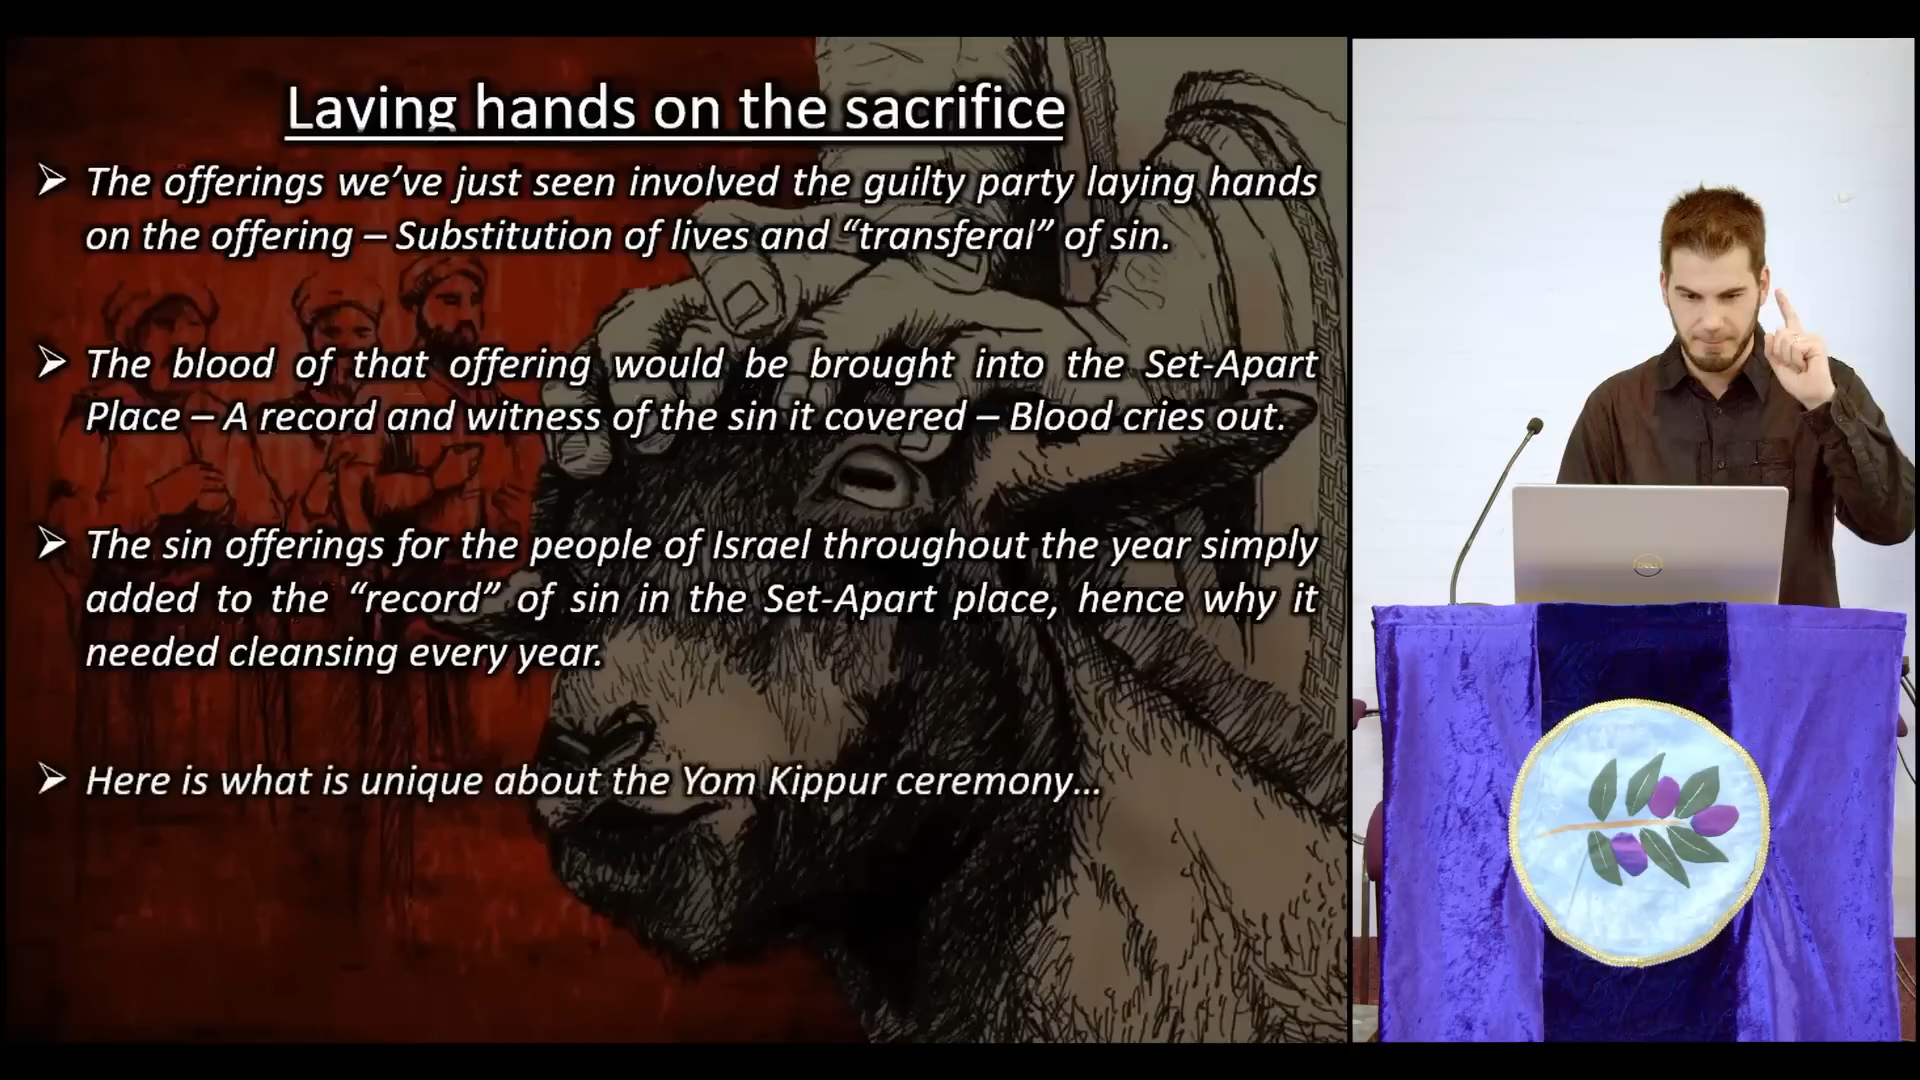 Laying hands on the sacrifice
The offerings we’ve just seen involved the guilty party laying hands
on the offering – Substitution of lives and “transferal” of sin.
The blood of that offering would be brought into the Set-Apart
Place – A record and witness of the sin it covered – Blood cries out.
The sin offerings for the people of Israel throughout the year simply
added to the “record” of sin in the Set-Apart place, hence why it
needed cleansing every year.
Here is what is unique about the Yom Kippur ceremony...
DELL